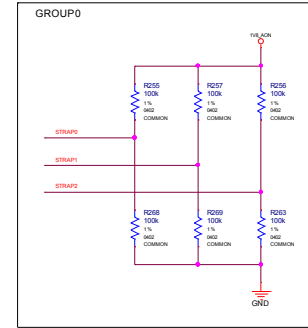 GROUP0
1V8_AON
R255
100k
1 %
0402
COMMON
R257
100k
1 %
0402
COMMON
R256
100k
1 %
0402
COMMON
STRAP0
STRAP1
STRAP2
R268
100k
1 %
0402
COMMON
R269
100k
1 %
0402
COMMON
R263
100k
1 %
0402
COMMON
GND